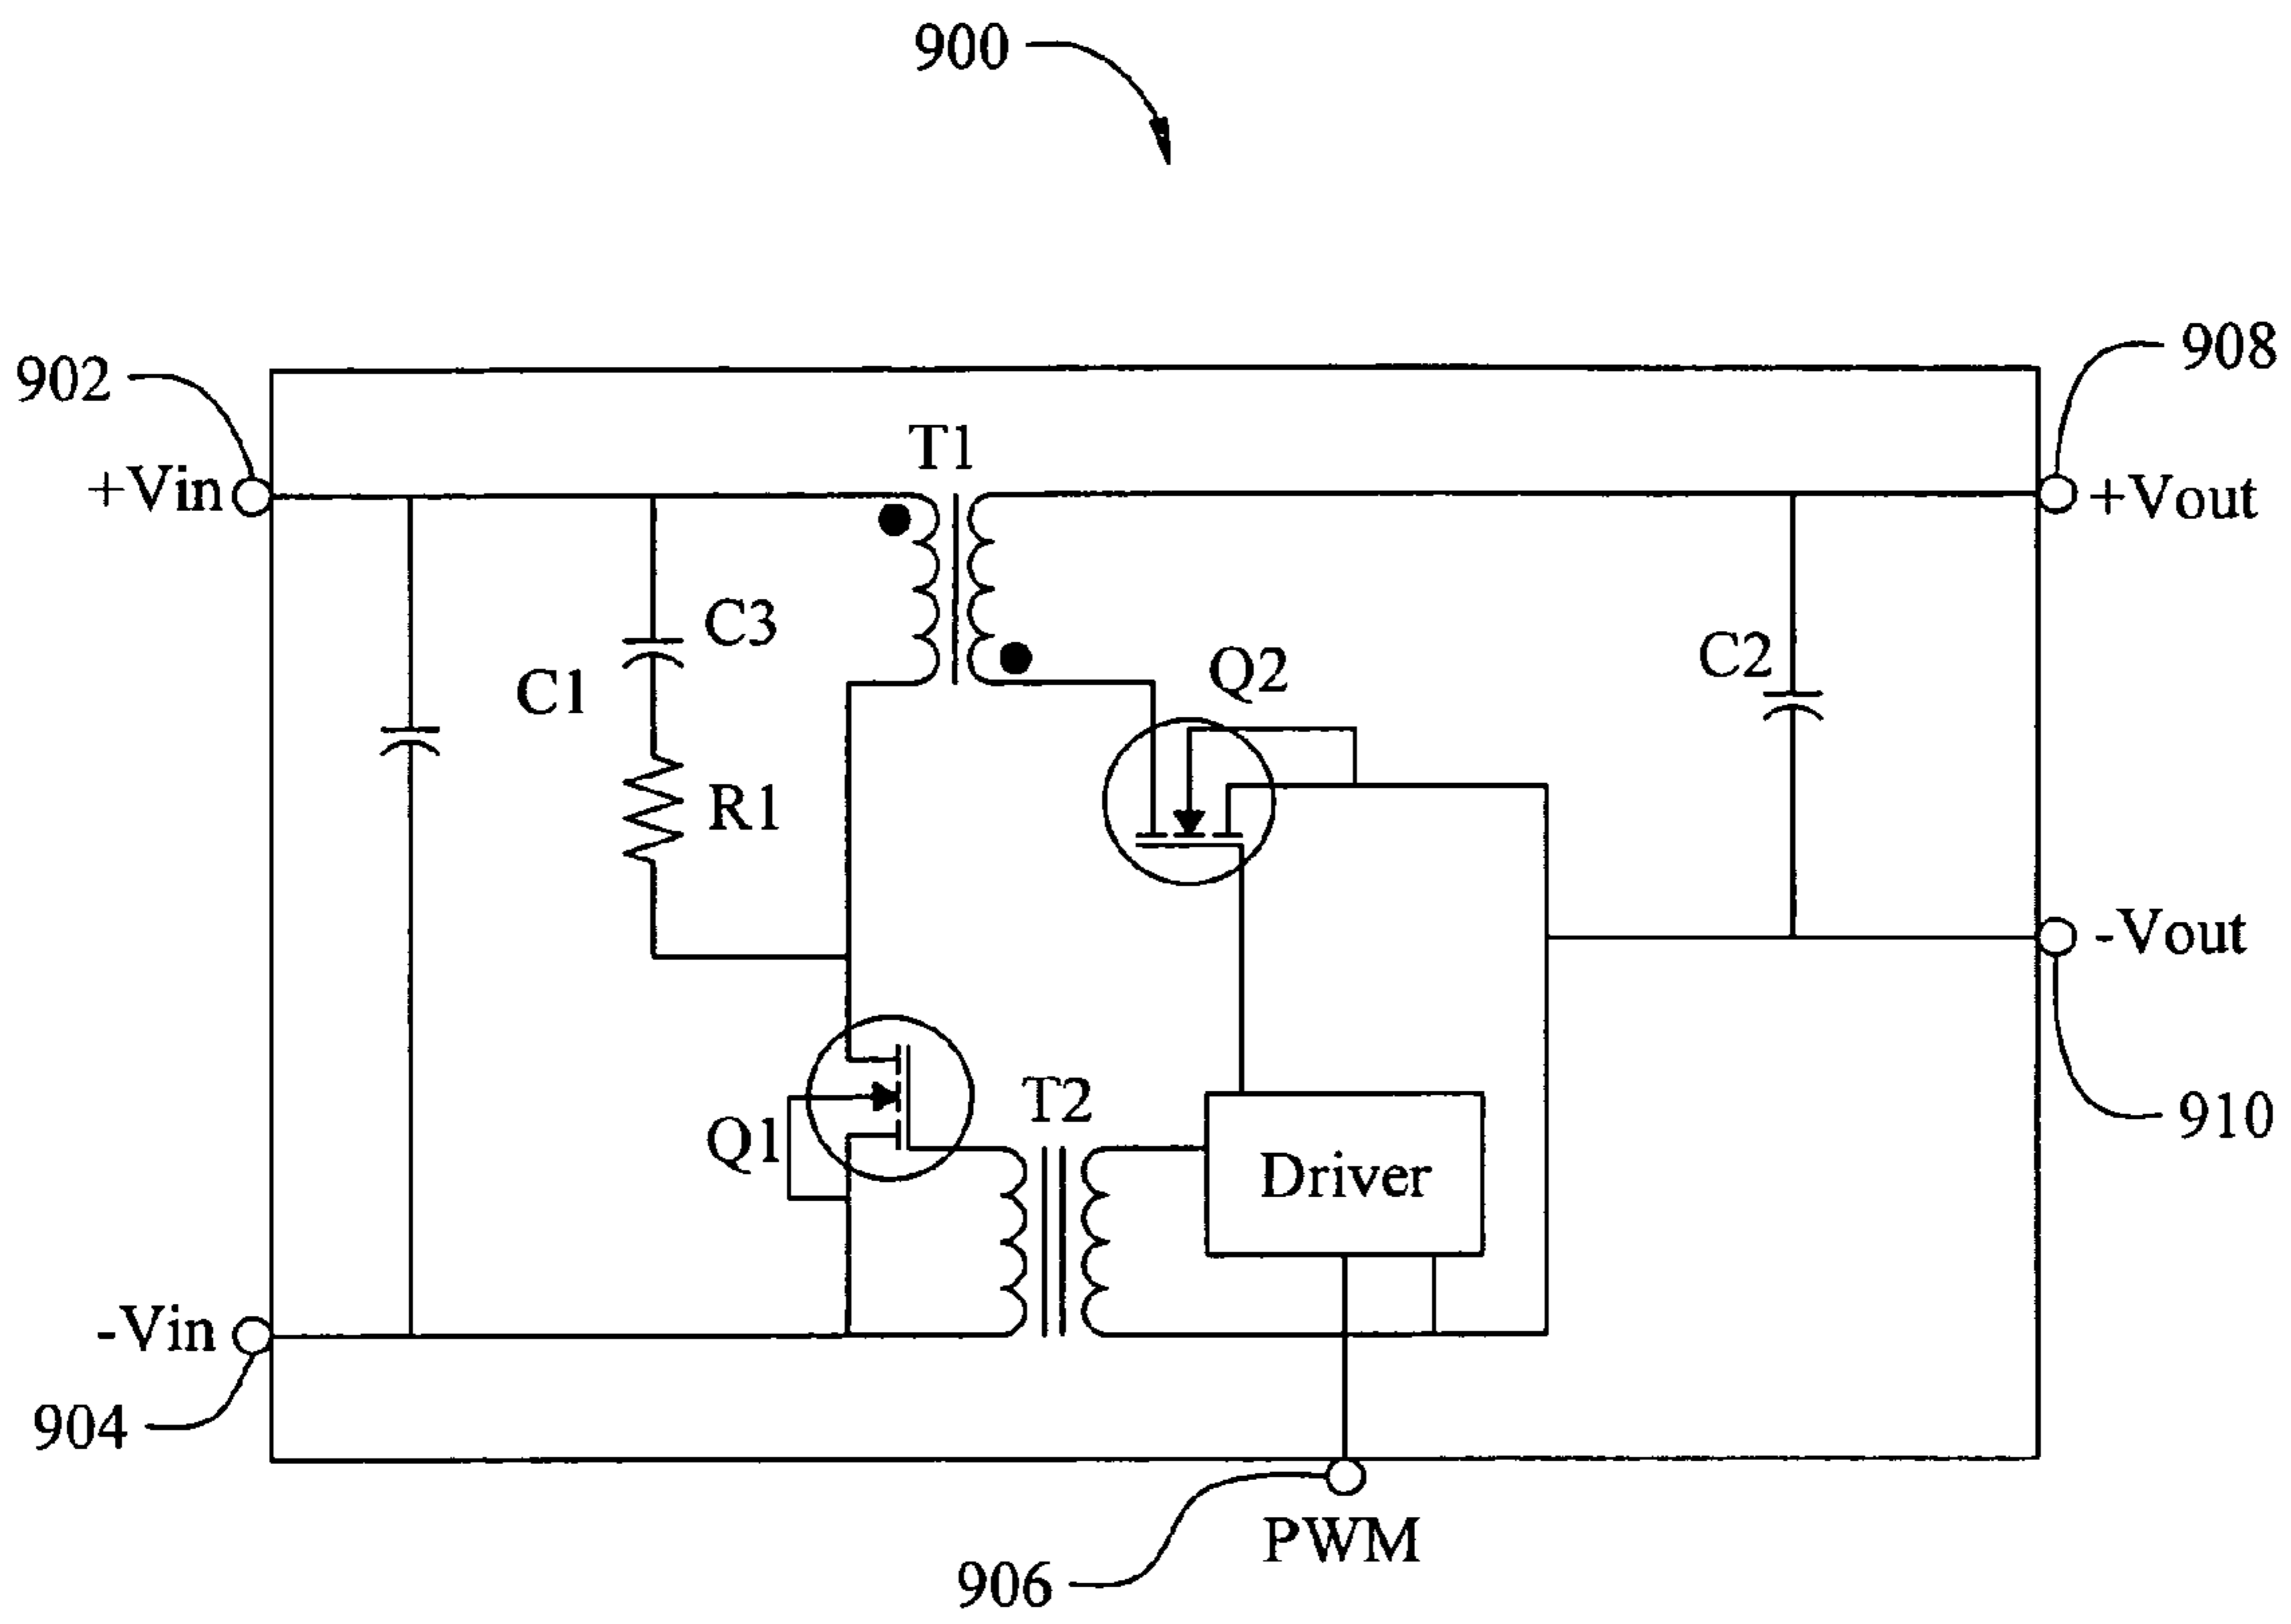 900
902
908
T1
+Vin
+Vout
C3
C1
Q2
C2
R1
-Vout
T2
Q1
910
Driver
-Vin
904
PWM
906